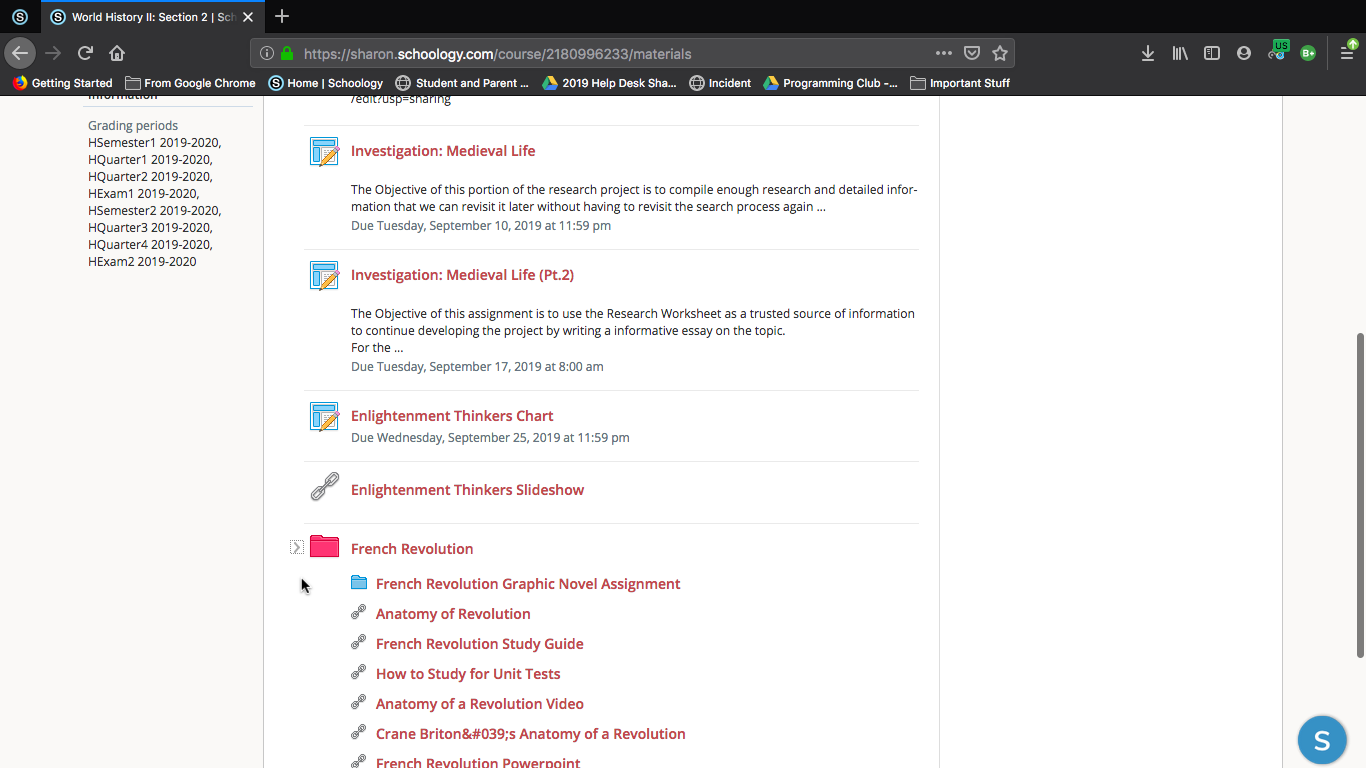 World History II: Section 2 | Sch
https://sharon.schoology.com/course/2180996233/materials
US
B+
Getting Started
From Google Chrome
Home | Schoology
Student and Parent ...
2019 Help Desk Sha...
Incident
Programming Club -...
Important Stuff
Information
/edit?usp=sharing
Grading periods
HSemester1 2019-2020,
HQuarter1 2019-2020,
HQuarter2 2019-2020,
HExam1 2019-2020,
HSemester2 2019-2020,
HQuarter3 2019-2020,
HQuarter4 2019-2020,
HExam2 2019-2020
Investigation: Medieval Life
The Objective of this portion of the research project is to compile enough research and detailed infor-
mation that we can revisit it later without having to revisit the search process again ...
Due Tuesday, September 10, 2019 at 11:59 pm
Investigation: Medieval Life (Pt.2)
The Objective of this assignment is to use the Research Worksheet as a trusted source of information
to continue developing the project by writing a informative essay on the topic.
For the ...
Due Tuesday, September 17, 2019 at 8:00 am
Enlightenment Thinkers Chart
Due Wednesday, September 25, 2019 at 11:59 pm
Enlightenment Thinkers Slideshow
French Revolution
French Revolution Graphic Novel Assignment
Anatomy of Revolution
French Revolution Study Guide
How to Study for Unit Tests
Anatomy of a Revolution Video
Crane Briton&#039;s Anatomy of a Revolution
French Revolution Powerpoint
S